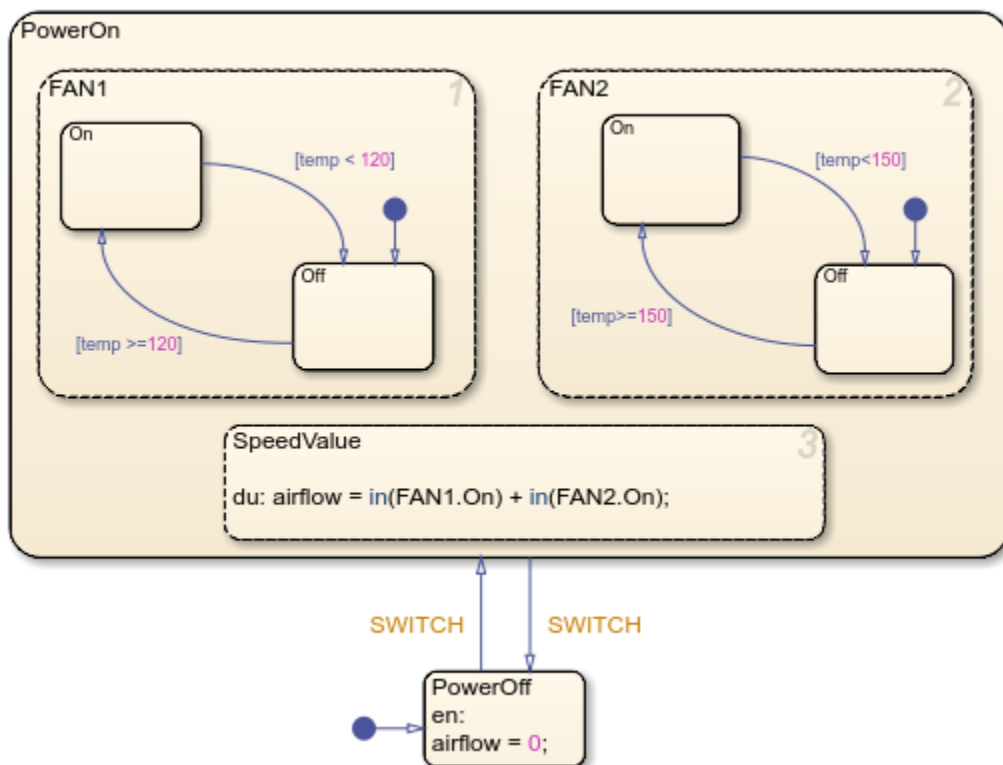 PowerOn
FAN1
1
On
[temp < 120]
Off
[temp >=120]
FAN2
2
On
[temp<150]
Off
[temp>=150]
SpeedValue
3
du: airflow = in(FAN1.On) + in(FAN2.On);
SWITCH
SWITCH
PowerOff
en:
airflow = 0;